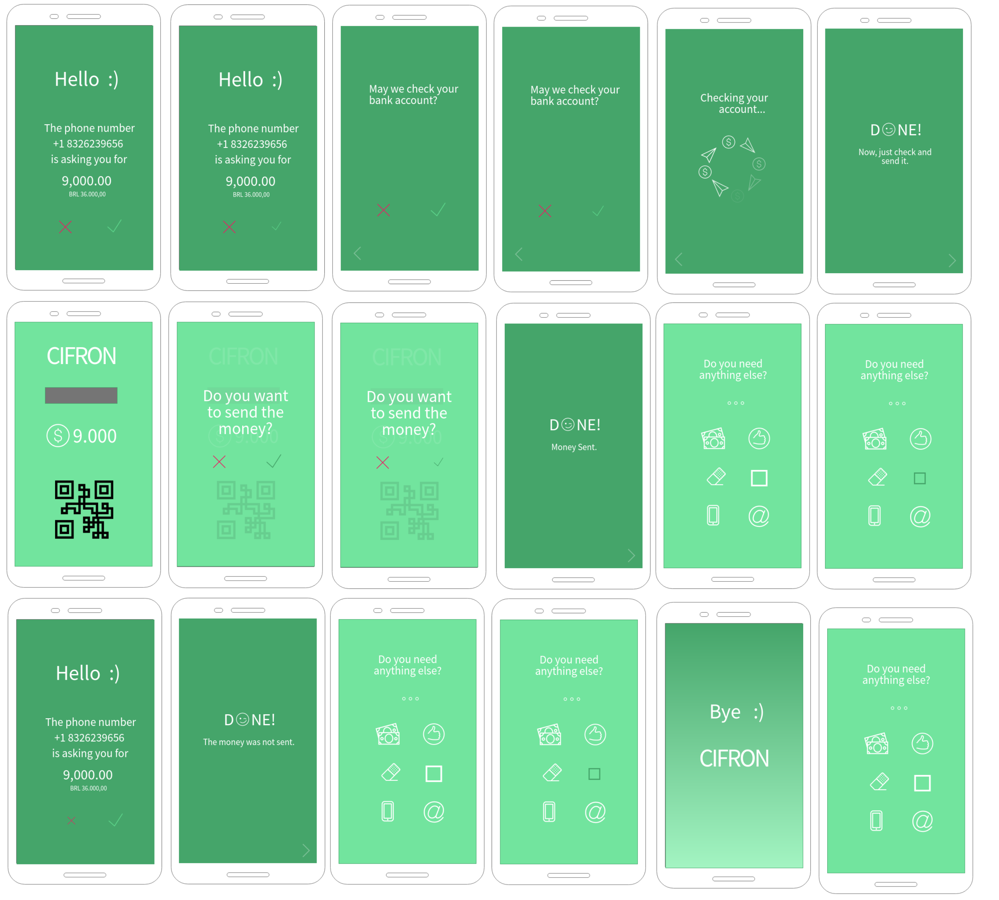 Hello :)
The phone number
+1 8326239656
is asking you for
9,000.00
BRL 36.000,00
Hello :)
The phone number
+1 8326239656
is asking you for
9,000.00
BRL 36.000,00
May we check your
bank account?
May we check your
bank account?
Checking your
account...
$
$
$
$
DONE!
Now, just check and
send it.
CIFRON
$ 9.000
CIFRON
Do you want
to send the
money?
$ 9.000
CIFRON
Do you want
to send the
money?
$ 9.000
DONE!
Money Sent.
Do you need
anything else?
@
Do you need
anything else?
@
Hello :)
The phone number
+1 8326239656
is asking you for
9,000.00
BRL 36.000,00
DONE!
The money was not sent.
Do you need
anything else?
@
Do you need
anything else?
@
Bye :)
CIFRON
Do you need
anything else?
@